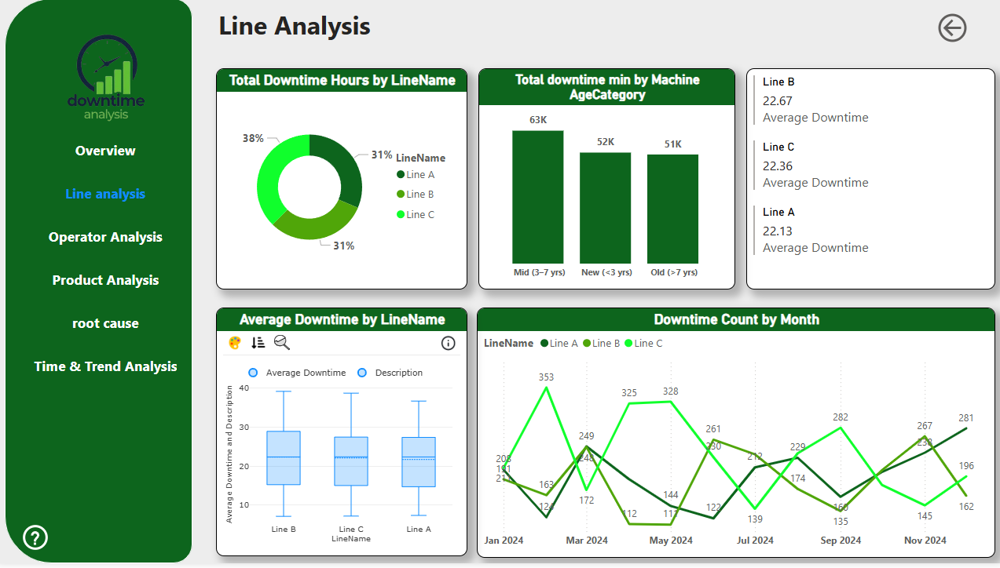 Line Analysis
downtime
analysis
Overview
Line analysis
Operator Analysis
Product Analysis
root cause
Time & Trend Analysis
?
Total Downtime Hours by LineName
38%
31%
31%
LineName
Line A
Line B
Line C
Total downtime min by Machine
AgeCategory
63K
52K
51K
Mid (3–7 yrs)
New (<3 yrs)
Old (>7 yrs)
Line B
22.67
Average Downtime
Line C
22.36
Average Downtime
Line A
22.13
Average Downtime
Average Downtime by LineName
Average Downtime
Description
Average Downtime and Description
40
30
20
10
Line B
Line C
Line A
LineName
Downtime Count by Month
LineName
Line A
Line B
Line C
353
325
328
282
267
281
249
248
261
230
229
238
208
191
163
212
174
196
124
172
144
122
160
112
139
135
145
162
Jan 2024
Mar 2024
May 2024
Jul 2024
Sep 2024
Nov 2024